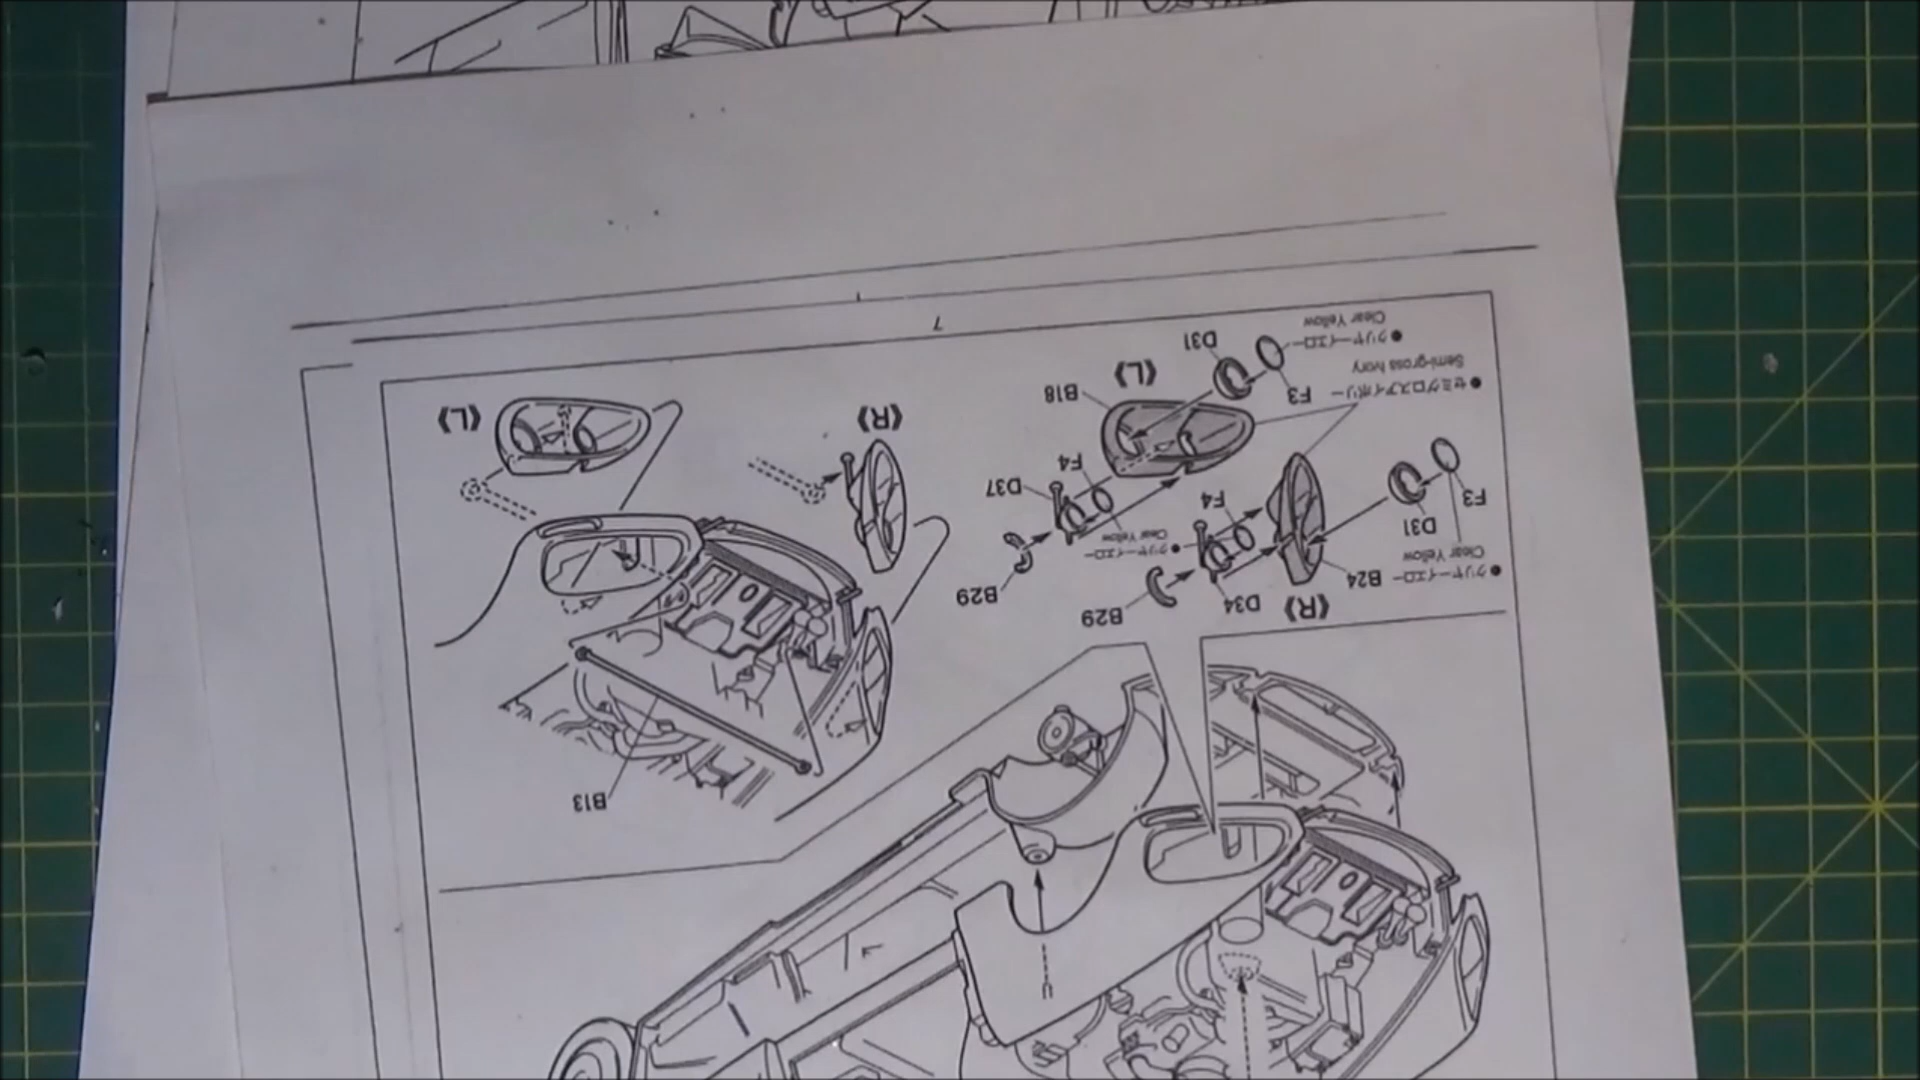 B13
《R》
B29
D34
B29
●クリヤーイエロー
Clear Yellow
B24
D31
F3
●クリヤーイエロー
Clear Yellow
F4
D37
F4
《R》
《L》
B18
●セミグロスアイボリー
Semi-gross Ivory
F3
《L》
D31
●クリヤーイエロー
Clear Yellow
7